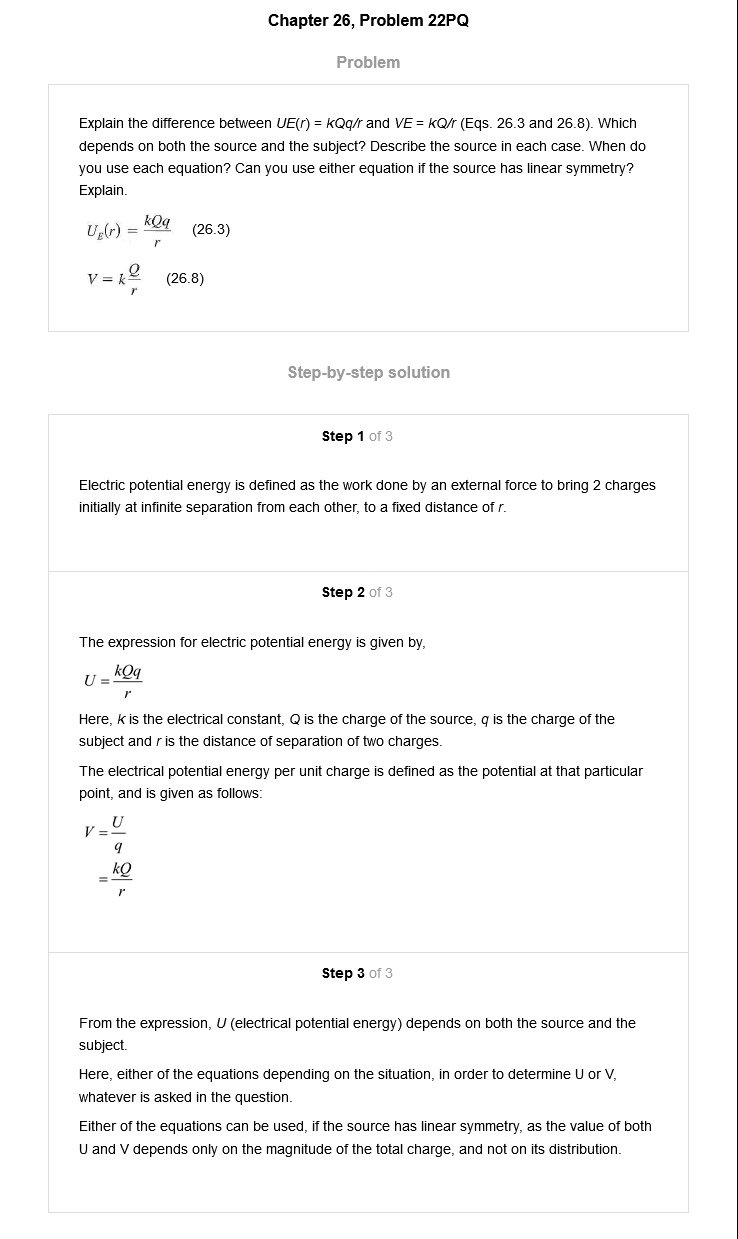 Chapter 26, Problem 22PQ
Problem
Explain the difference between UE(r) = kQq/r and VE = kQ/r (Eqs. 26.3 and 26.8). Which
depends on both the source and the subject? Describe the source in each case. When do
you use each equation? Can you use either equation if the source has linear symmetry?
Explain.
U_E(r) = kQq/r (26.3)
V = k Q/r (26.8)
Step-by-step solution
Step 1 of 3
Electric potential energy is defined as the work done by an external force to bring 2 charges
initially at infinite separation from each other, to a fixed distance of r.
Step 2 of 3
The expression for electric potential energy is given by,
U = kQq/r
Here, k is the electrical constant, Q is the charge of the source, q is the charge of the
subject and r is the distance of separation of two charges.
The electrical potential energy per unit charge is defined as the potential at that particular
point, and is given as follows:
V = U/q
= kQ/r
Step 3 of 3
From the expression, U (electrical potential energy) depends on both the source and the
subject.
Here, either of the equations depending on the situation, in order to determine U or V,
whatever is asked in the question.
Either of the equations can be used, if the source has linear symmetry, as the value of both
U and V depends only on the magnitude of the total charge, and not on its distribution.